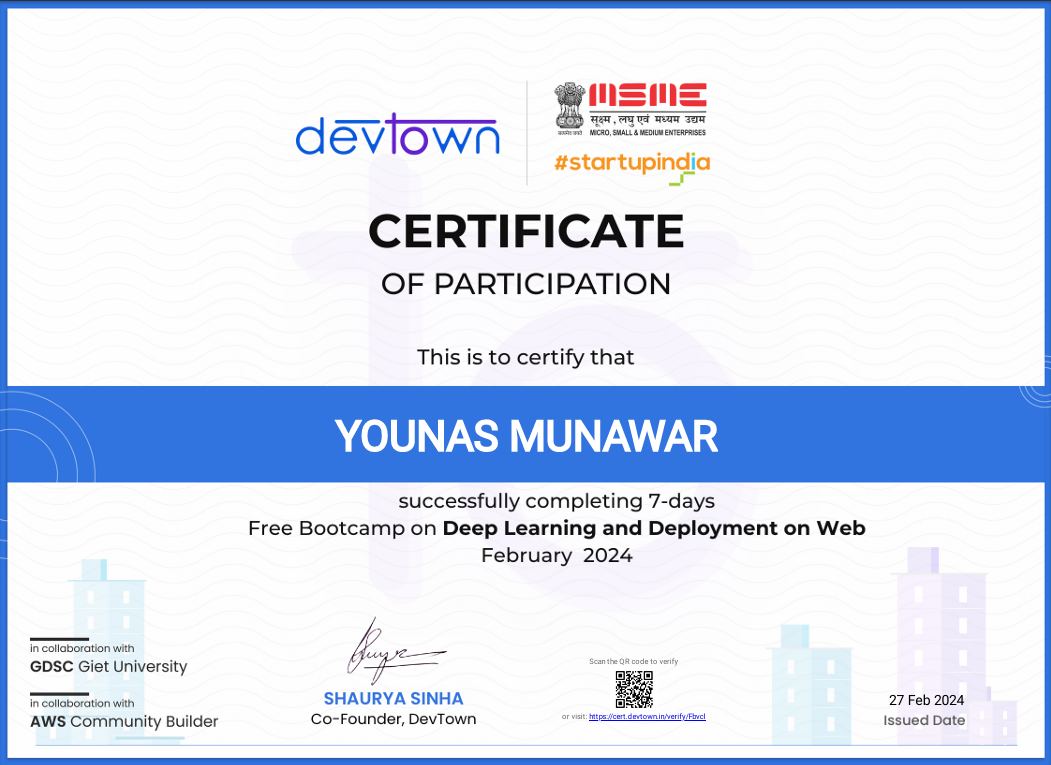 devtown
MSME
सूक्ष्म, लघु एवं मध्यम उद्यम
सत्यमेव जयते
MICRO, SMALL & MEDIUM ENTERPRISES
#startupindia
CERTIFICATE
OF PARTICIPATION
This is to certify that
YOUNAS MUNAWAR
successfully completing 7-days
Free Bootcamp on Deep Learning and Deployment on Web
February 2024
in collaboration with
GDSC Giet University
in collaboration with
AWS Community Builder
SHAURYA SINHA
Co-Founder, DevTown
Scan the QR code to verify
or visit: https://cert.devtown.in/verify/Fbvcl
27 Feb 2024
Issued Date